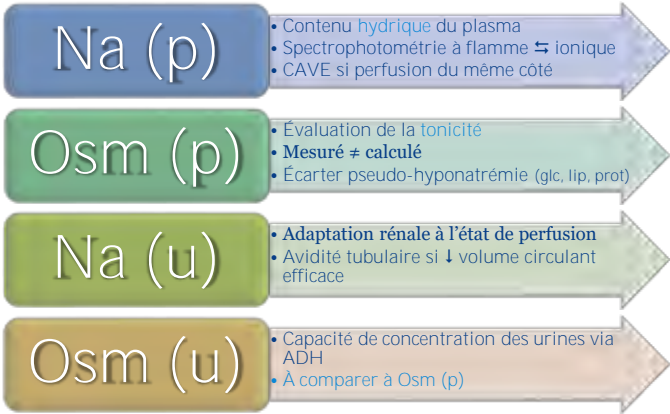 Na (p)
• Contenu hydrique du plasma
• Spectrophotométrie à flamme ⇆ ionique
• CAVE si perfusion du même côté
Osm (p)
• Évaluation de la tonicité
• Mesuré ≠ calculé
• Écarter pseudo-hyponatrémie (glc, lip, prot)
Na (u)
• Adaptation rénale à l’état de perfusion
• Avidité tubulaire si ↓ volume circulant
efficace
Osm (u)
• Capacité de concentration des urines via
ADH
• À comparer à Osm (p)